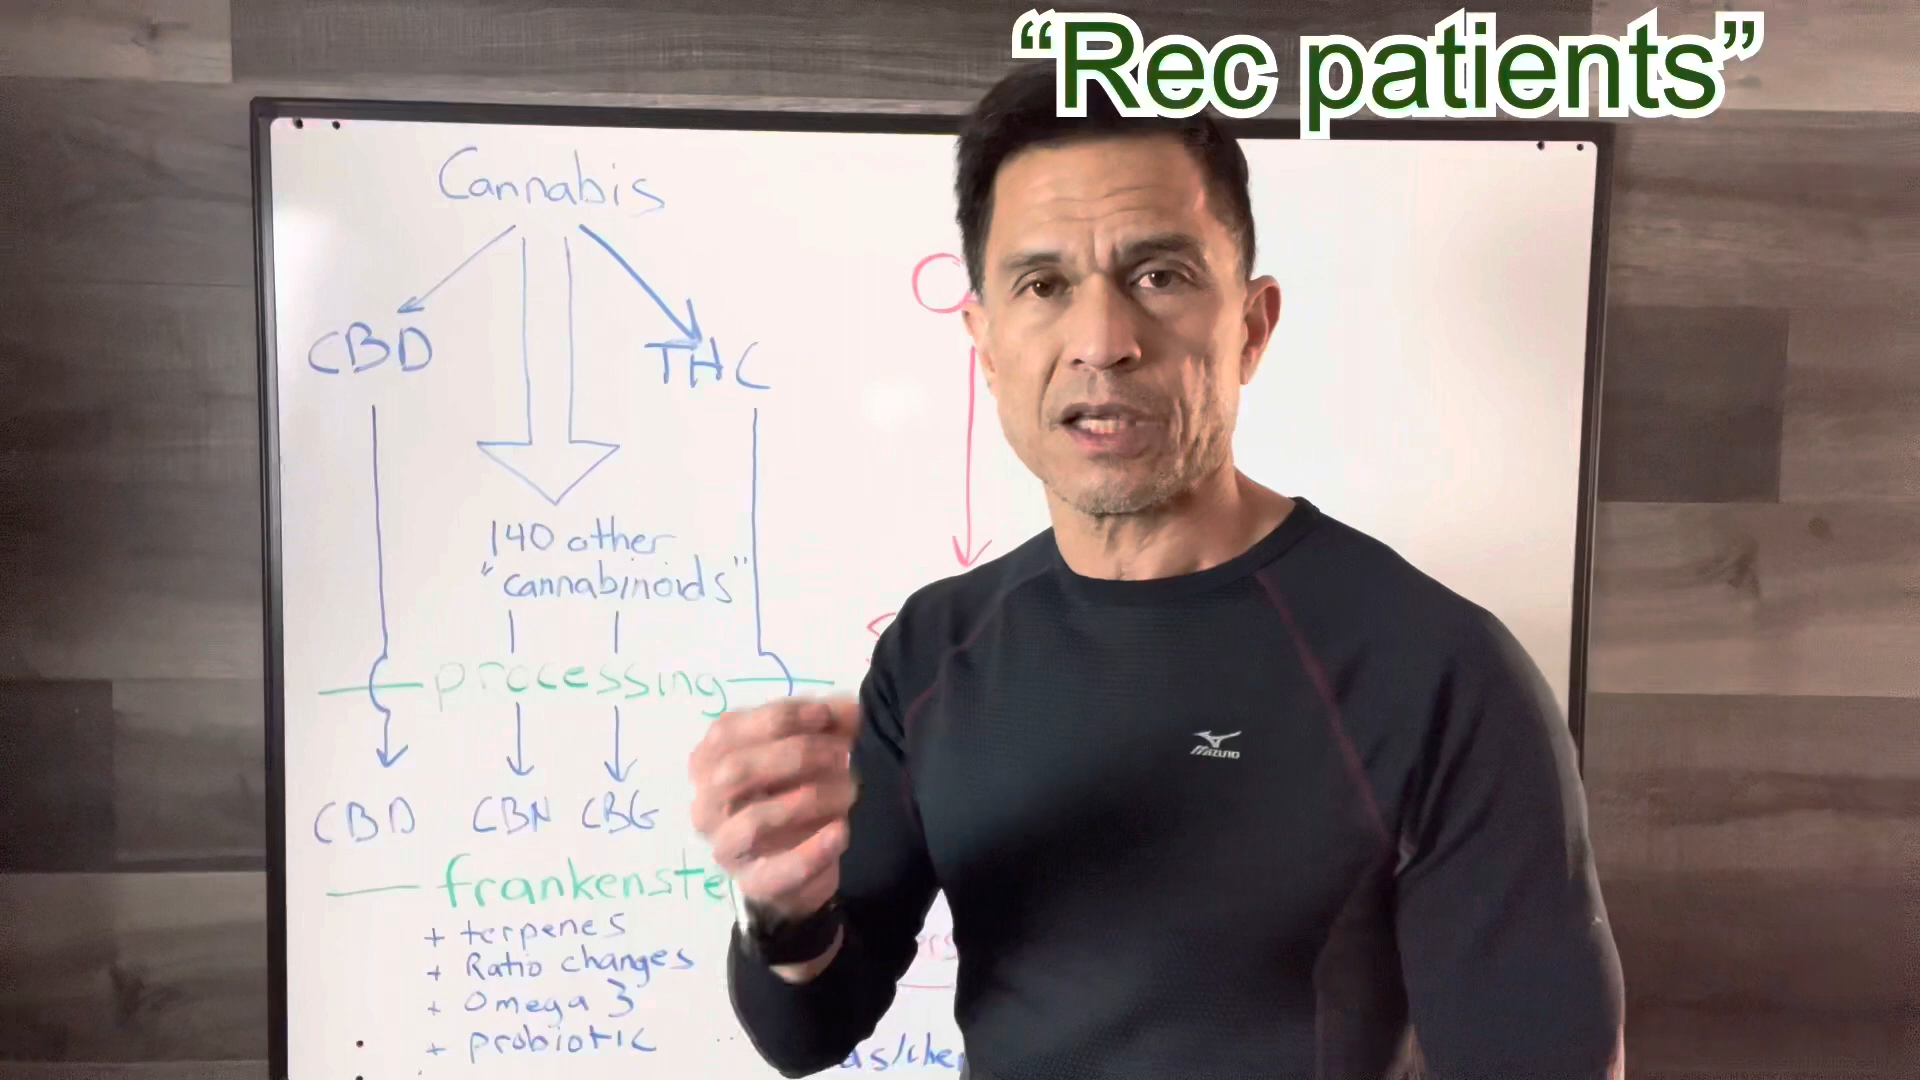 “Rec patients”
Cannabis
CBD
THC
140 other
"cannabinoids"
processing
CBD CBN CBG
frankenste
+ terpenes
+ Ratio changes
+ Omega 3
+ probiotic
MIZUNO